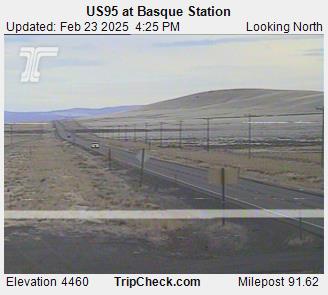 US95 at Basque Station
Updated: Feb 23 2025 4:25 PM Looking North
Elevation 4460 TripCheck.com Milepost 91.62